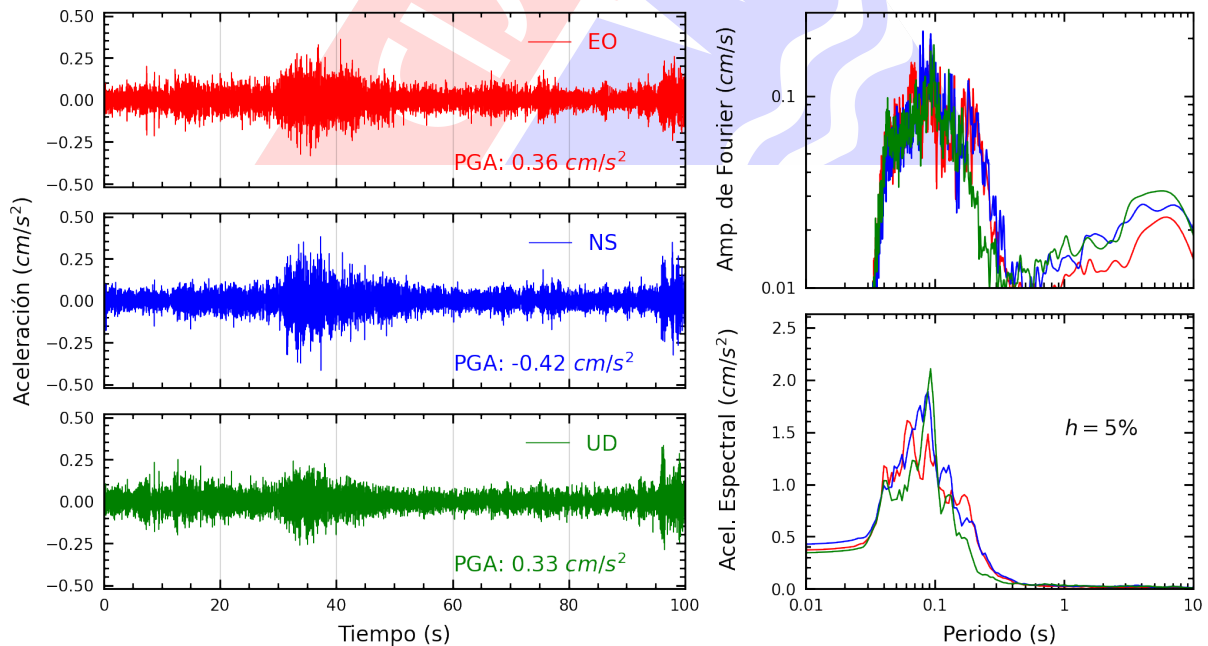 Aceleración (cm/s²)
0.50
0.25
0.00
−0.25
−0.50
EO
PGA: 0.36 cm/s²
0.50
0.25
0.00
−0.25
−0.50
NS
PGA: -0.42 cm/s²
0.50
0.25
0.00
−0.25
−0.50
UD
PGA: 0.33 cm/s²
0 20 40 60 80 100
Tiempo (s)
Amp. de Fourier (cm/s)
0.1
0.01
Acel. Espectral (cm/s²)
2.5
2.0
1.5
1.0
0.5
0.0
h = 5%
0.01 0.1 1 10
Periodo (s)